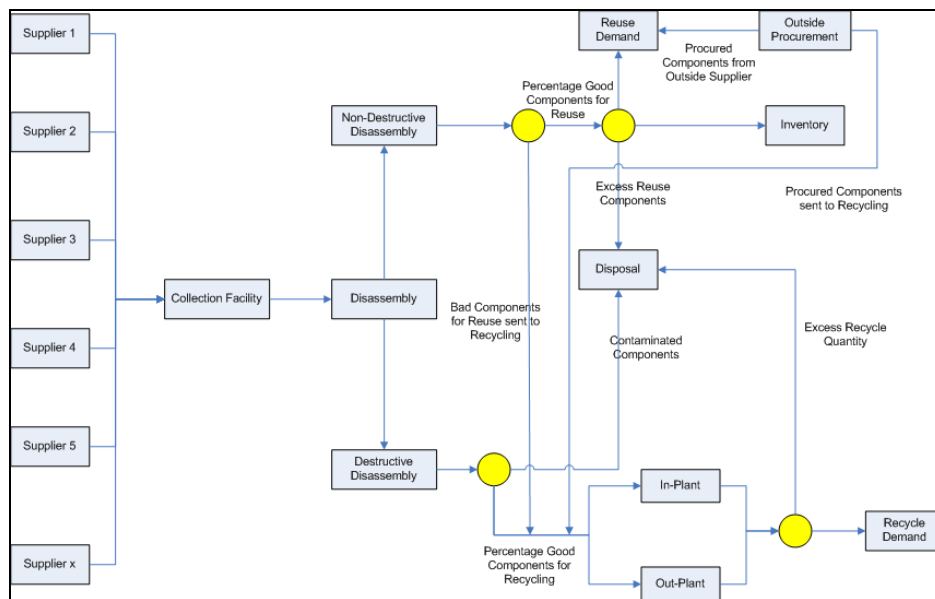 Supplier 1
Supplier 2
Supplier 3
Supplier 4
Supplier 5
Supplier x
Collection Facility
Disassembly
Non-Destructive
Disassembly
Destructive
Disassembly
Percentage Good
Components for
Reuse
Reuse
Demand
Procured
Components from
Outside Supplier
Outside
Procurement
Inventory
Excess Reuse
Components
Procured Components
sent to Recycling
Disposal
Bad Components
for Reuse sent to
Recycling
Contaminated
Components
Excess Recycle
Quantity
Percentage Good
Components for
Recycling
In-Plant
Out-Plant
Recycle
Demand